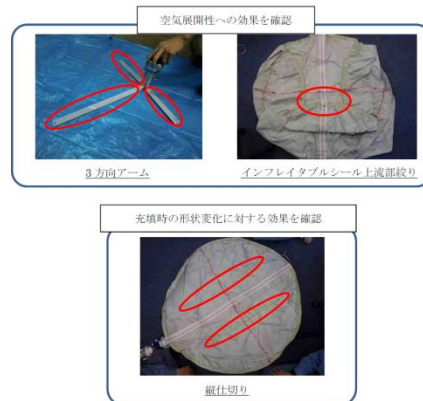 空気展開性への効果を確認
3方向アーム
インフレイタブルシール上流部絞り
充填時の形状変化に対する効果を確認
縦仕切り